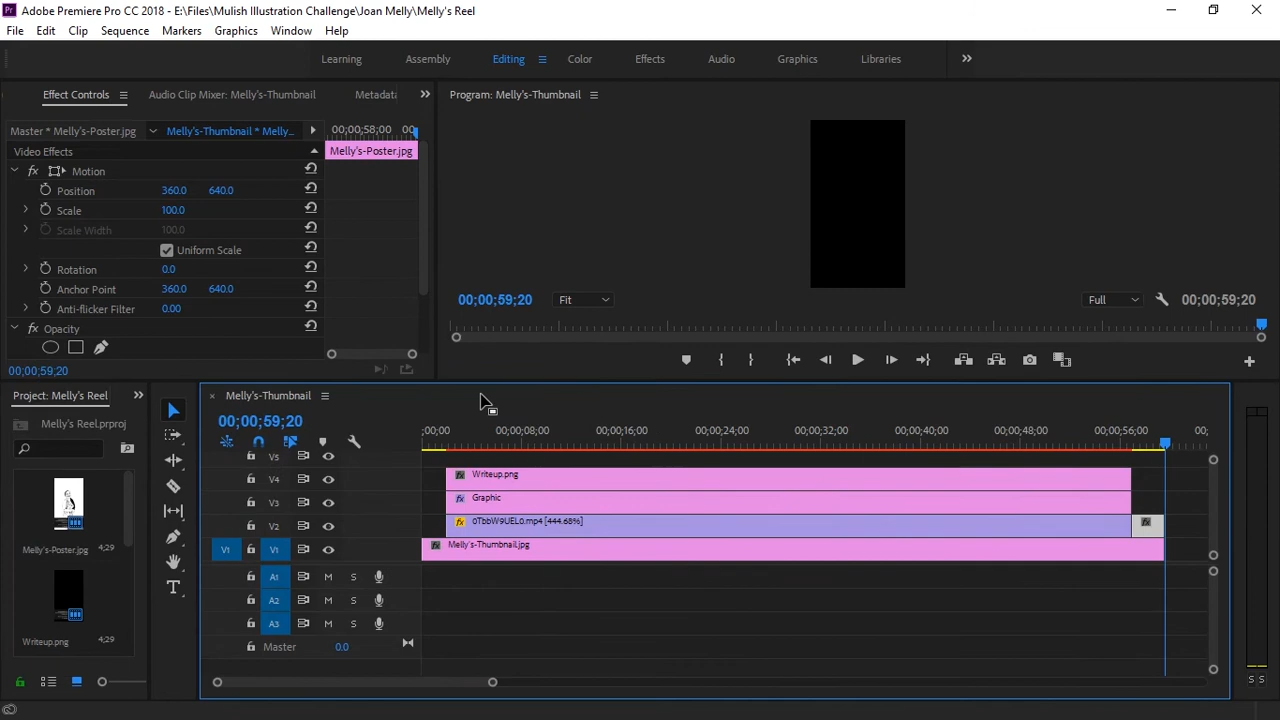 Adobe Premiere Pro CC 2018 - E:\Files\Mulish Illustration Challenge\Joan Melly\Melly's Reel
File Edit Clip Sequence Markers Graphics Window Help
Learning Assembly Editing Color Effects Audio Graphics Libraries
Effect Controls Audio Clip Mixer: Melly's-Thumbnail Metadata
Program: Melly's-Thumbnail
Master * Melly's-Poster.jpg Melly's-Thumbnail * Melly... 00;00;58;00 00;
Video Effects Melly's-Poster.jpg
fx Motion
Position 360.0 640.0
Scale 100.0
Scale Width 100.0
Uniform Scale
Rotation 0.0
Anchor Point 360.0 640.0
Anti-flicker Filter 0.00
fx Opacity
00;00;59;20
00;00;59;20 Fit Full 00;00;59;20
Project: Melly's Reel
Melly's Reel.prproj
Melly's-Poster.jpg 4;29
Writeup.png 4;29
Melly's-Thumbnail
00;00;59;20
;00;00 00;00;08;00 00;00;16;00 00;00;24;00 00;00;32;00 00;00;40;00 00;00;48;00 00;00;56;00 00;
V5
V4 fx Writeup.png
V3 fx Graphic
V2 fx 0TbbW9UEL0.mp4 [444.68%] fx
V1 V1 fx Melly's-Thumbnail.jpg
A1 M S
A2 M S
A3 M S
Master 0.0
S S